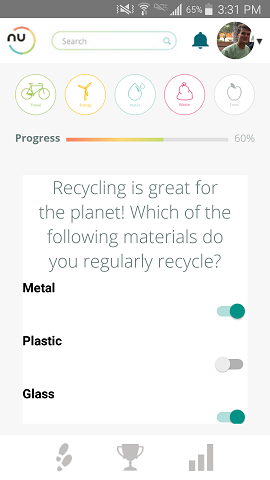 65% 3:31 PM
nu
Search
Travel
Energy
Water
Waste
Food
Progress 60%
Recycling is great for
the planet! Which of the
following materials do
you regularly recycle?
Metal
Plastic
Glass